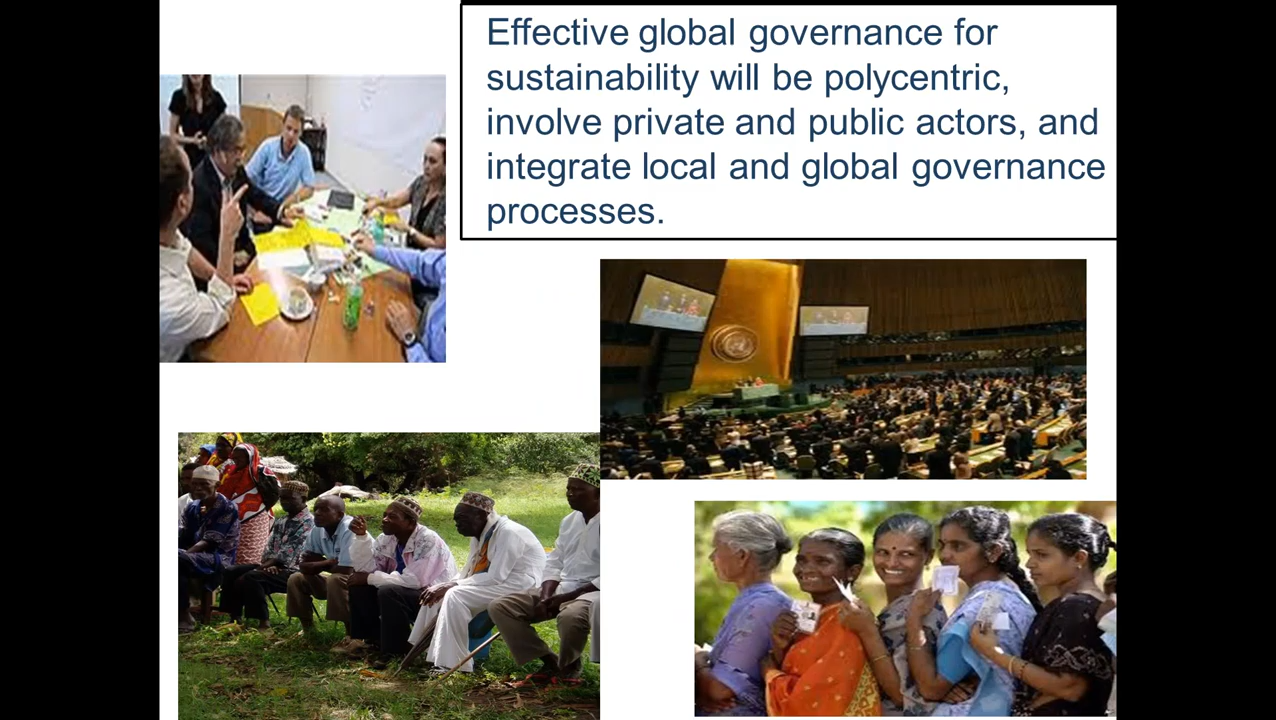 Effective global governance for
sustainability will be polycentric,
involve private and public actors, and
integrate local and global governance
processes.